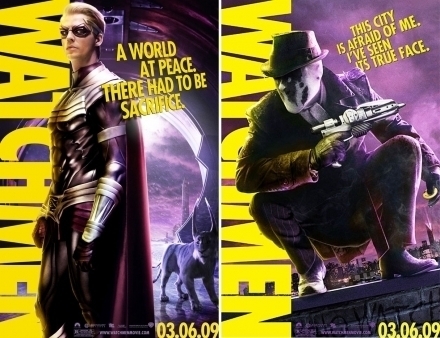 WATCHMEN
A WORLD
AT PEACE.
THERE HAD TO BE
SACRIFICE.
03.06.09
WATCHMEN
THIS CITY
IS AFRAID OF ME.
I'VE SEEN
ITS TRUE FACE.
03.06.09